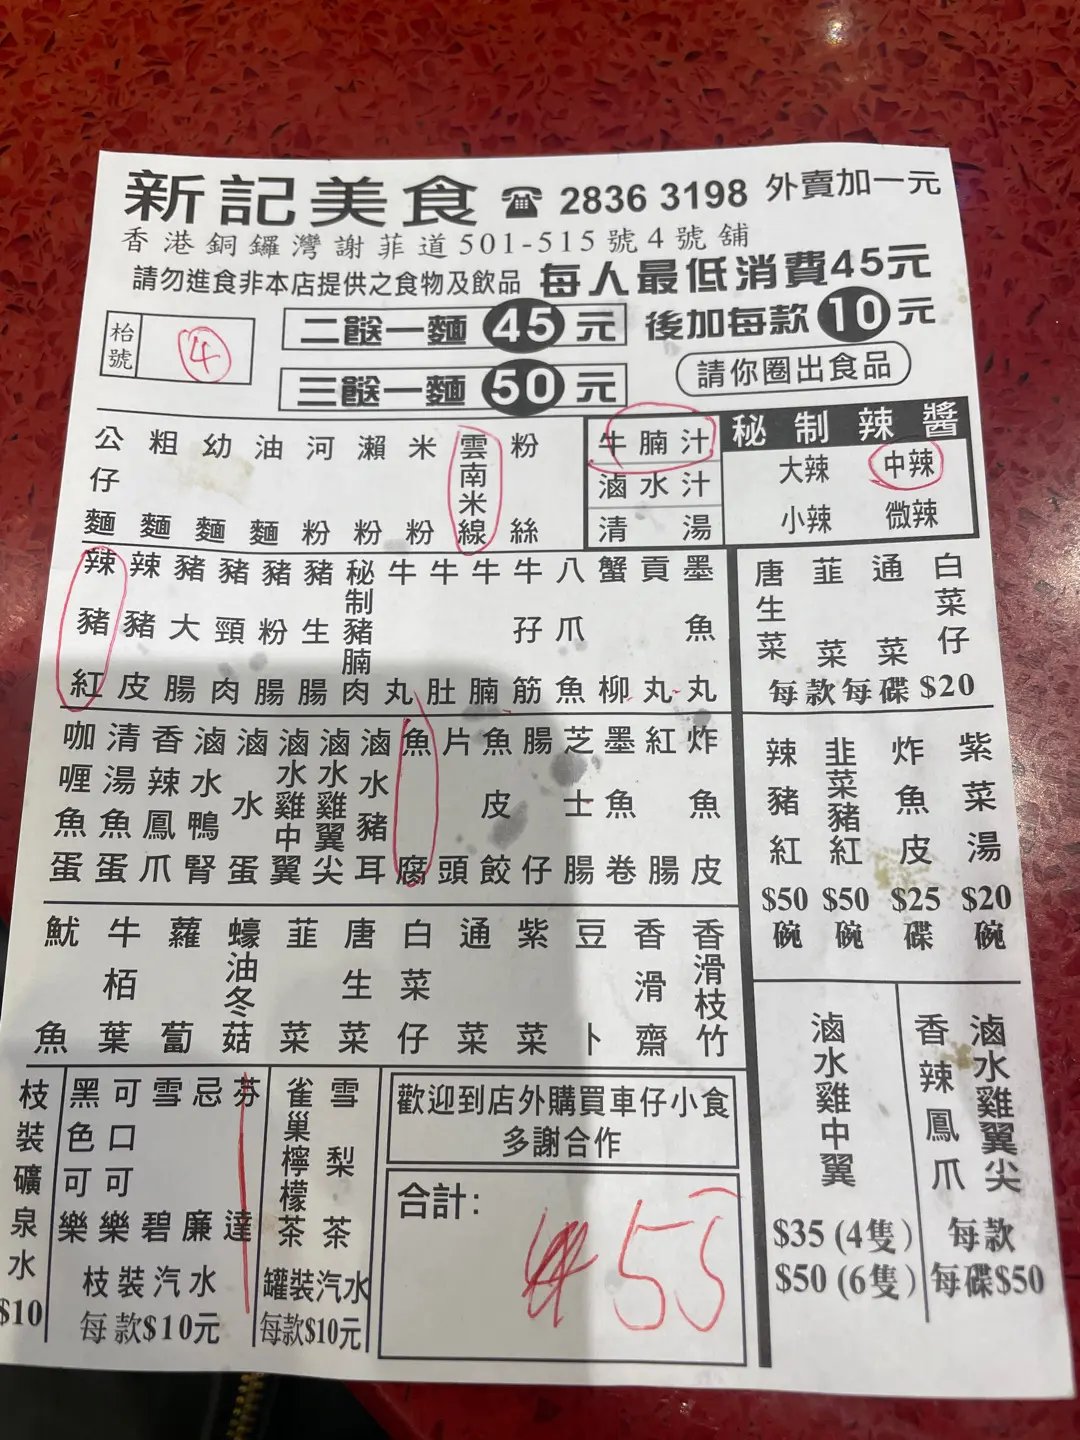 新記美食 ☎ 2836 3198 外賣加一元
香港銅鑼灣謝菲道501-515號4號舖
請勿進食非本店提供之食物及飲品 每人最低消費45元
枱號 4
二餸一麵 45 元 後加每款 10 元
三餸一麵 50 元 請你圈出食品
公仔麵 粗麵 幼麵 油麵 河粉 瀨粉 米粉 雲南米線 粉絲
牛腩汁
滷水汁
清湯
秘制辣醬
大辣 中辣
小辣 微辣
辣豬紅 辣豬皮 豬大腸 豬頸肉 豬粉腸 豬生腸 秘制豬腩肉 牛丸 牛肚 牛腩 牛孖筋 八爪魚 蟹柳 貢丸 墨魚丸
唐生菜 韮菜 通菜 白菜仔
每款每碟$20
咖喱魚蛋 清湯魚蛋 香辣鳳爪 滷水鴨腎 滷水蛋 滷水雞中翼 滷水雞翼尖 滷水豬耳 魚腐 片頭 魚皮餃 腸仔 芝士腸 墨魚卷 紅腸 炸魚皮
辣豬紅 $50 碗
韭菜豬紅 $50 碗
炸魚皮 $25 碟
紫菜湯 $20 碗
魷魚 牛栢葉 蘿蔔 蠔油冬菇 韮菜 唐生菜 白菜仔 通菜 紫菜 豆卜 香滑齋 香滑枝竹
滷水雞中翼
$35 (4隻)
$50 (6隻)
香辣鳳爪 滷水雞翼尖
每款
每碟$50
枝裝礦泉水 $10
黑色可樂 可口可樂 雪碧 忌廉 芬達
枝裝汽水
每款$10元
雀巢檸檬茶 雪梨茶
罐裝汽水
每款$10元
歡迎到店外購買車仔小食
多謝合作
合計:
55